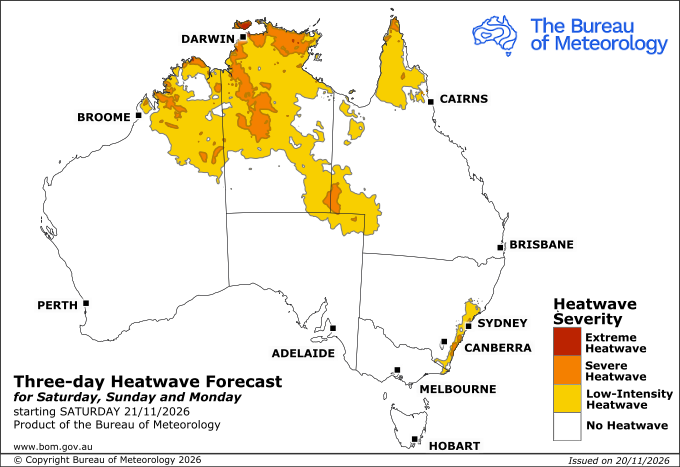 The Bureau
of Meteorology
DARWIN
CAIRNS
BROOME
BRISBANE
PERTH
SYDNEY
CANBERRA
ADELAIDE
MELBOURNE
HOBART
Heatwave
Severity
Extreme
Heatwave
Severe
Heatwave
Low-Intensity
Heatwave
No Heatwave
Three-day Heatwave Forecast
for Saturday, Sunday and Monday
starting SATURDAY 21/11/2026
Product of the Bureau of Meteorology
www.bom.gov.au
© Copyright Bureau of Meteorology 2026
Issued on 20/11/2026